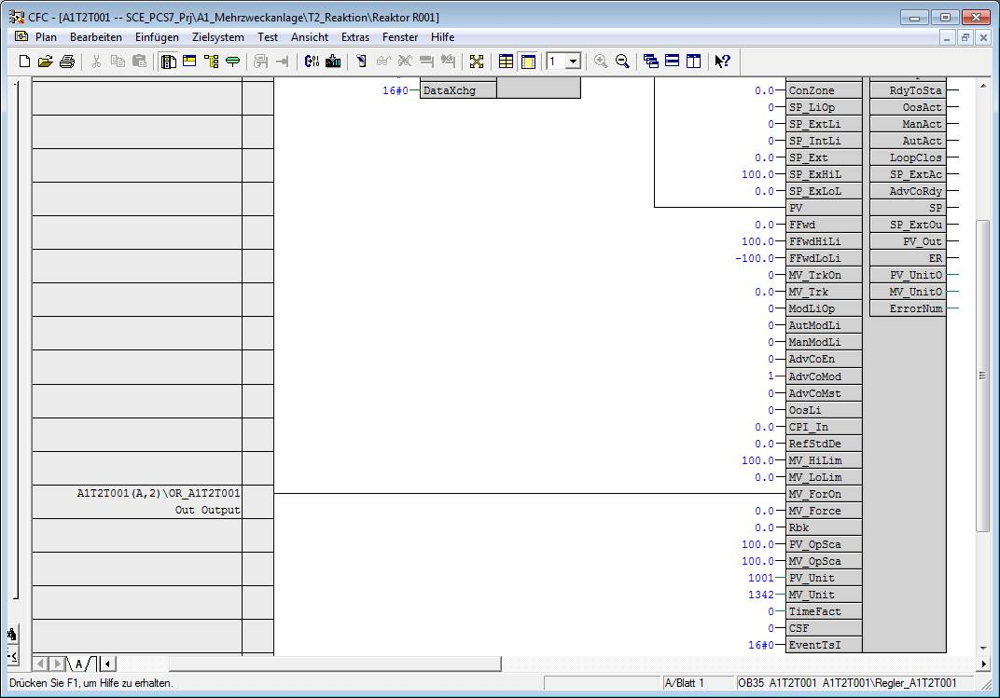 CFC - [A1T2T001 -- SCE_PCS7_Prj\A1_Mehrzweckanlage\T2_Reaktion\Reaktor R001]
Plan Bearbeiten Einfügen Zielsystem Test Ansicht Extras Fenster Hilfe
1
16#0 DataXchg
0.0 ConZone RdyToSta
0 SP_LiOp OosAct
0 SP_ExtLi ManAct
0 SP_IntLi AutAct
0.0 SP_Ext LoopClos
100.0 SP_ExHiL SP_ExtAc
0.0 SP_ExLoL AdvCoRdy
PV SP
0.0 FFwd SP_ExtOu
100.0 FFwdHiLi PV_Out
-100.0 FFwdLoLi ER
0 MV_TrkOn PV_UnitO
0.0 MV_Trk MV_UnitO
0 ModLiOp ErrorNum
0 AutModLi
0 ManModLi
0 AdvCoEn
1 AdvCoMod
0 AdvCoMst
0 OosLi
0.0 CPI_In
0.0 RefStdDe
100.0 MV_HiLim
0.0 MV_LoLim
A1T2T001(A,2)\OR_A1T2T001 MV_ForOn
Out Output 0.0 MV_Force
0.0 Rbk
100.0 PV_OpSca
100.0 MV_OpSca
1001 PV_Unit
1342 MV_Unit
0 TimeFact
0 CSF
16#0 EventTsI
A
Drücken Sie F1, um Hilfe zu erhalten. A/Blatt 1 OB35 A1T2T001 A1T2T001\Regler_A1T2T001